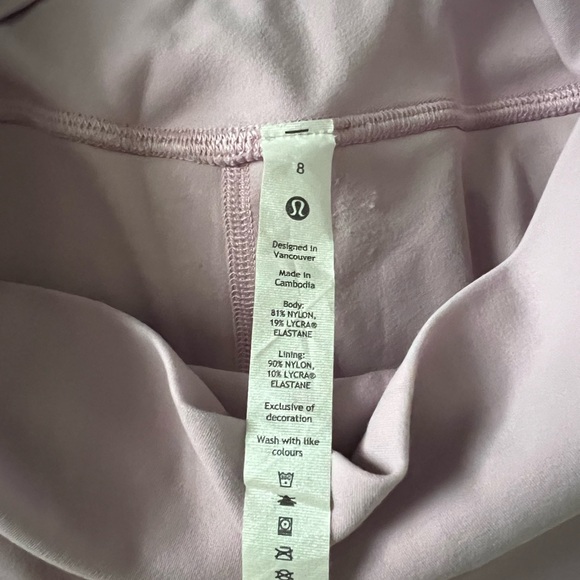 8
Designed in
Vancouver
Made in
Cambodia
Body:
81% NYLON,
19% LYCRA®
ELASTANE
Lining:
90% NYLON,
10% LYCRA®
ELASTANE
Exclusive of
decoration
Wash with like
colours